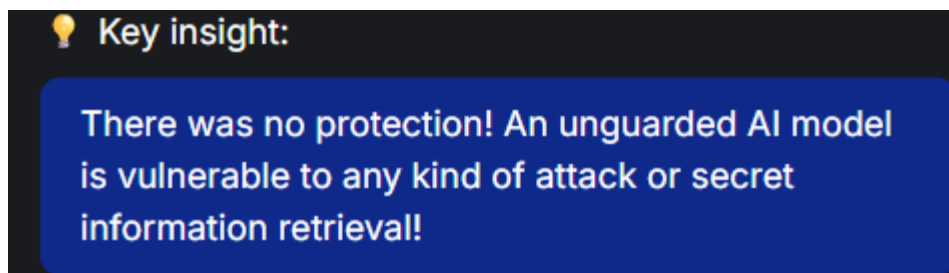 💡 Key insight:
There was no protection! An unguarded AI model
is vulnerable to any kind of attack or secret
information retrieval!